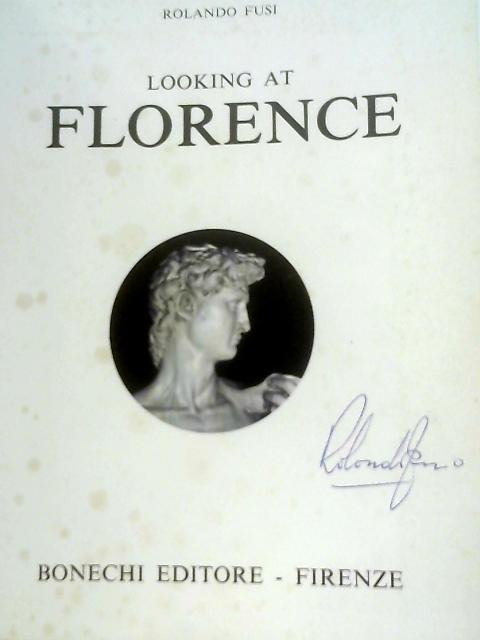 ROLANDO FUSI
LOOKING AT
FLORENCE
BONECHI EDITORE - FIRENZE